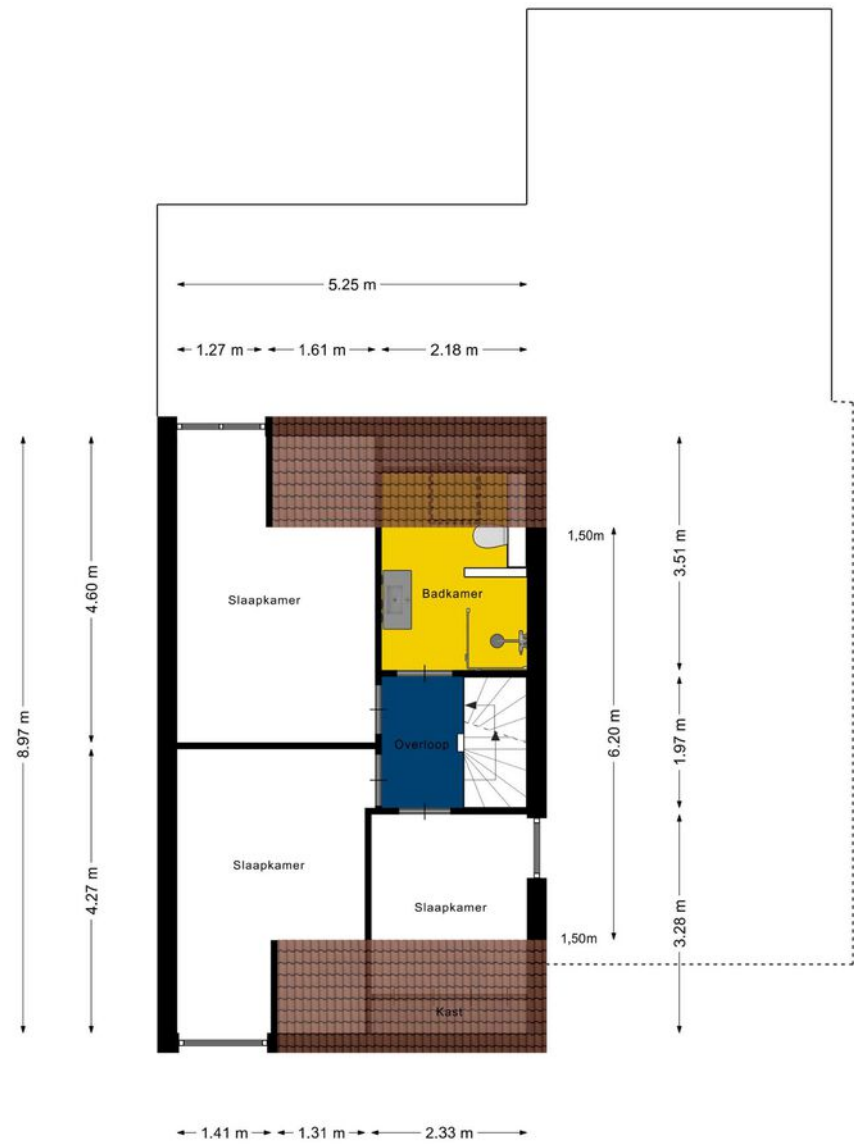 5.25 m
1.27 m
1.61 m
2.18 m
1,50m
3.51 m
4.60 m
Slaapkamer
Badkamer
8.97 m
6.20 m
1.97 m
Overloop
4.27 m
Slaapkamer
Slaapkamer
3.28 m
1,50m
Kast
1.41 m
1.31 m
2.33 m